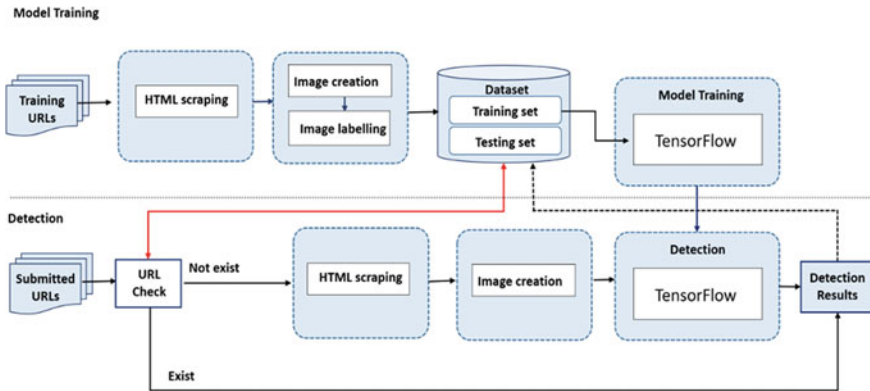 Model Training
Training
URLs
HTML scraping
Image creation
Image labelling
Dataset
Training set
Testing set
Model Training
TensorFlow
Detection
Submitted
URLs
URL
Check
Not exist
HTML scraping
Image creation
Detection
TensorFlow
Detection
Results
Exist